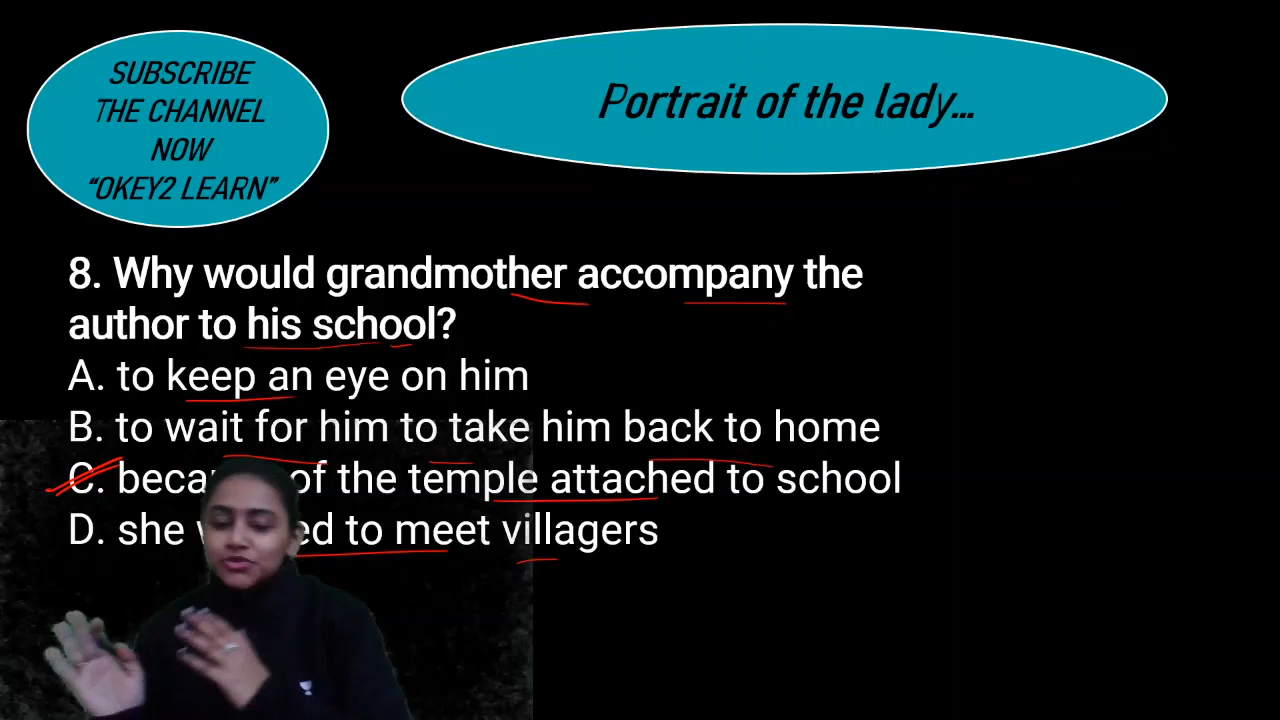 SUBSCRIBE
THE CHANNEL
NOW
“OKEY2 LEARN”
Portrait of the lady...
8. Why would grandmother accompany the
author to his school?
A. to keep an eye on him
B. to wait for him to take him back to home
C. of the temple attached to school
D. she to meet villagers